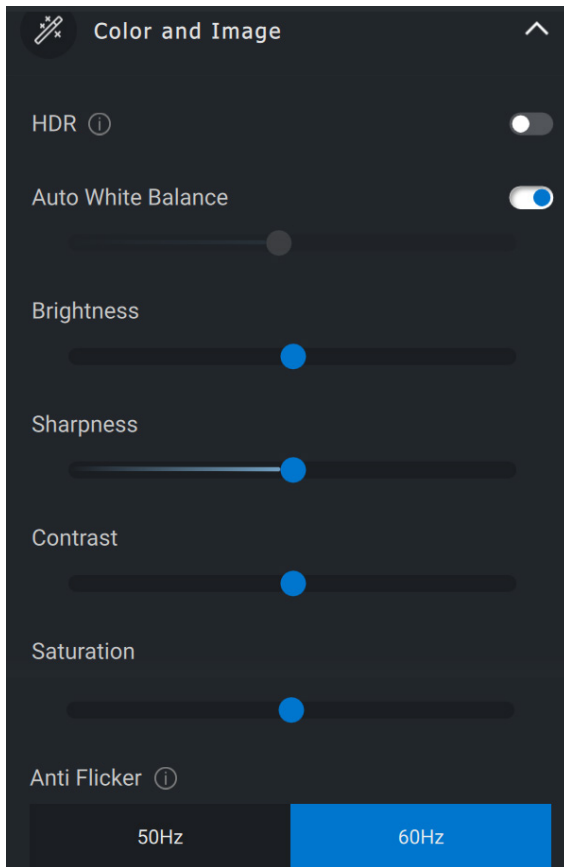 Color and Image
HDR
Auto White Balance
Brightness
Sharpness
Contrast
Saturation
Anti Flicker
50Hz 60Hz